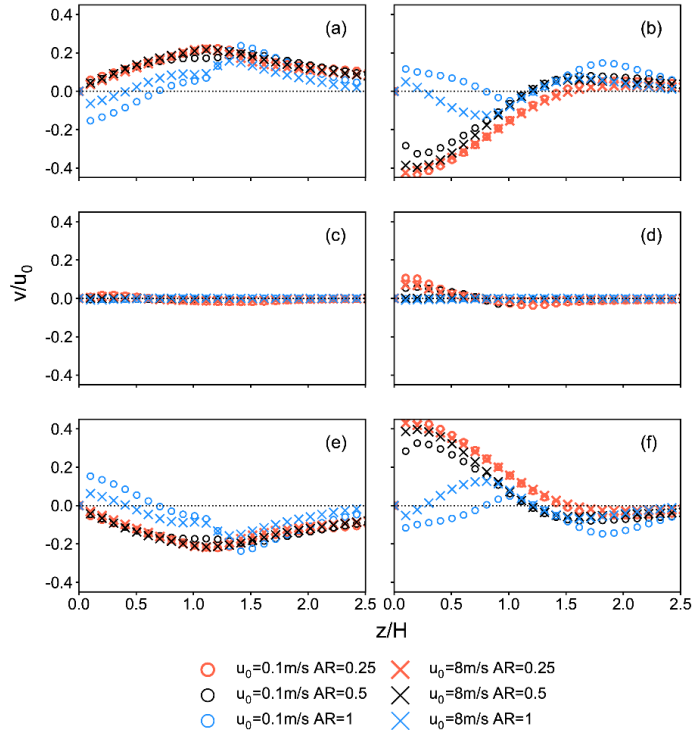 0.4
0.2
0.0
-0.2
-0.4
(a)
(b)
0.4
0.2
0.0
-0.2
-0.4
(c)
(d)
v/u0
0.4
0.2
0.0
-0.2
-0.4
(e)
(f)
0.0 0.5 1.0 1.5 2.0 2.5
0.0 0.5 1.0 1.5 2.0 2.5
z/H
u0=0.1m/s AR=0.25
u0=8m/s AR=0.25
u0=0.1m/s AR=0.5
u0=8m/s AR=0.5
u0=0.1m/s AR=1
u0=8m/s AR=1